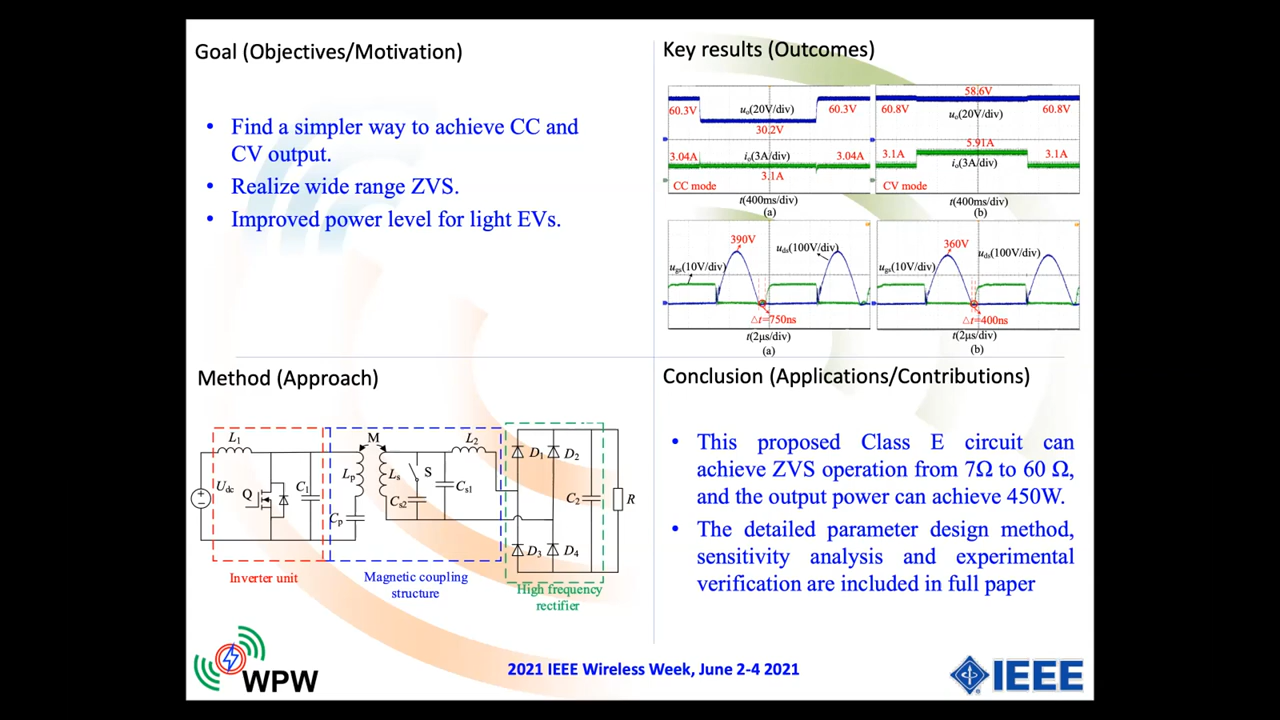 Goal (Objectives/Motivation)
• Find a simpler way to achieve CC and
CV output.
• Realize wide range ZVS.
• Improved power level for light EVs.
Key results (Outcomes)
60.3V
uo(20V/div)
60.3V
30.2V
3.04A
io(3A/div)
3.04A
3.1A
CC mode
t(400ms/div)
(a)
58.6V
60.8V
uo(20V/div)
60.8V
5.91A
3.1A
io(3A/div)
3.1A
CV mode
t(400ms/div)
(b)
390V
uds(100V/div)
ugs(10V/div)
△t=750ns
t(2μs/div)
(a)
360V
uds(100V/div)
ugs(10V/div)
△t=400ns
t(2μs/div)
(b)
Method (Approach)
L1
M
L2
D1
D2
Udc
Q
C1
Lp
Ls
S
Cs2
Cs1
C2
R
Cp
D3
D4
Inverter unit
Magnetic coupling
structure
High frequency
rectifier
Conclusion (Applications/Contributions)
• This proposed Class E circuit can
achieve ZVS operation from 7Ω to 60 Ω,
and the output power can achieve 450W.
• The detailed parameter design method,
sensitivity analysis and experimental
verification are included in full paper
WPW
2021 IEEE Wireless Week, June 2-4 2021
IEEE